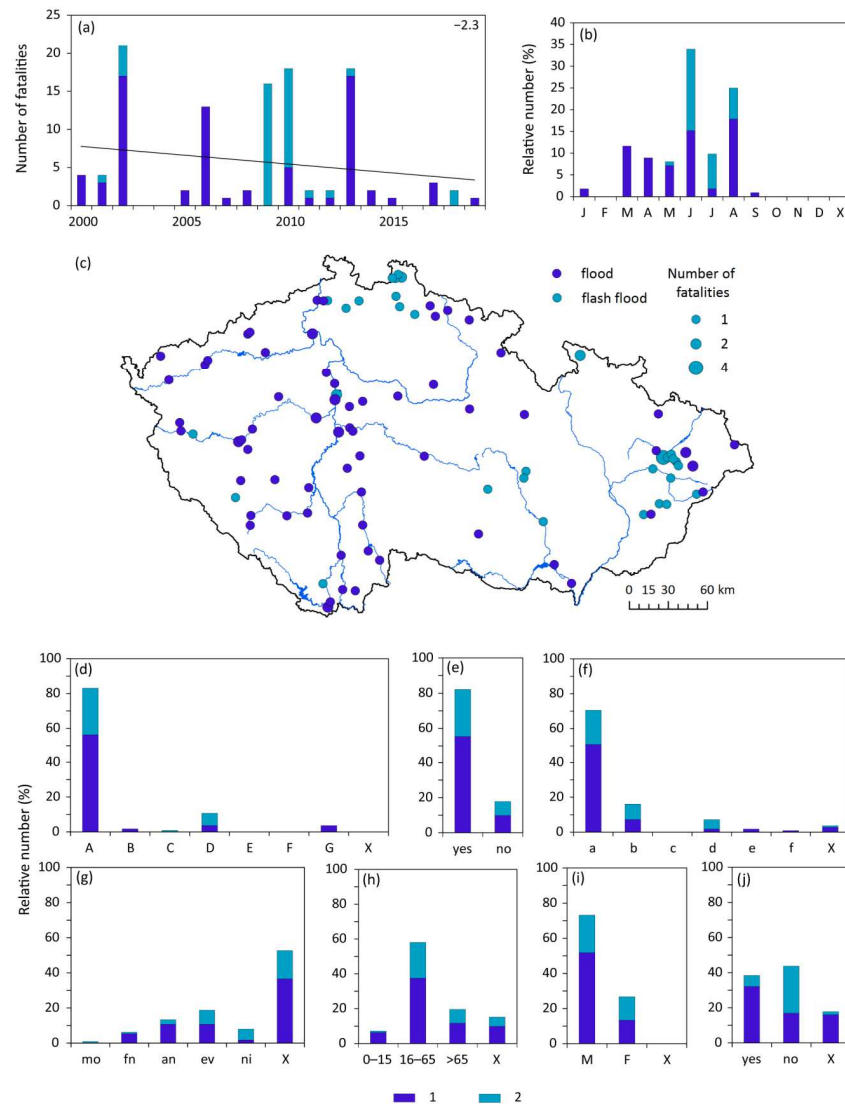 (a)
−2.3
Number of fatalities
25
20
15
10
5
0
2000 2005 2010 2015
(b)
Relative number (%)
40
35
30
25
20
15
10
5
0
J F M A M J J A S O N D X
(c)
flood
flash flood
Number of
fatalities
1
2
4
0 15 30 60 km
Relative number (%)
(d)
100
80
60
40
20
0
A B C D E F G X
(e)
100
80
60
40
20
0
yes no
(f)
100
80
60
40
20
0
a b c d e f X
(g)
100
80
60
40
20
0
mo fn an ev ni X
(h)
100
80
60
40
20
0
0–15 16–65 >65 X
(i)
100
80
60
40
20
0
M F X
(j)
100
80
60
40
20
0
yes no X
1 2